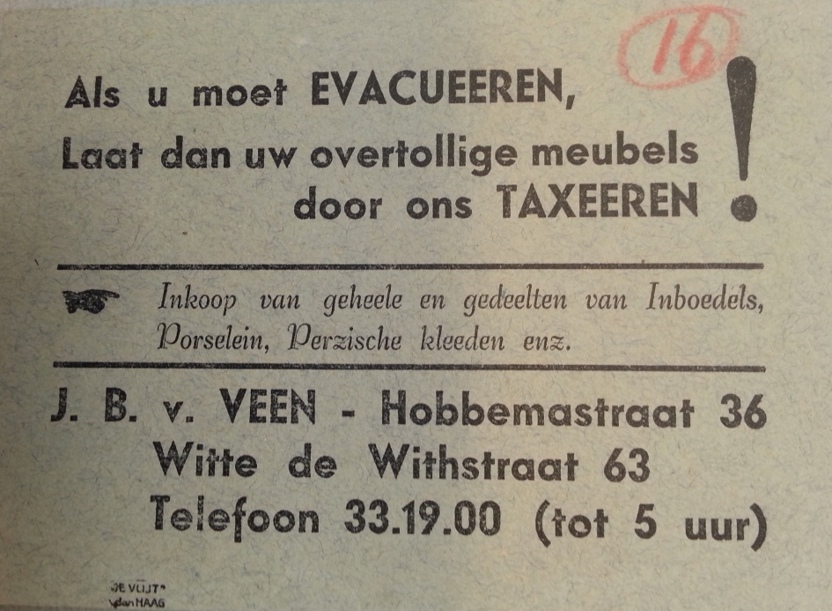 16
Als u moet EVACUEEREN,
Laat dan uw overtollige meubels
door ons TAXEEREN !
Inkoop van geheele en gedeelten van Inboedels,
Porselein, Perzische kleeden enz.
J. B. v. VEEN - Hobbemastraat 36
Witte de Withstraat 63
Telefoon 33.19.00 (tot 5 uur)
HAAG